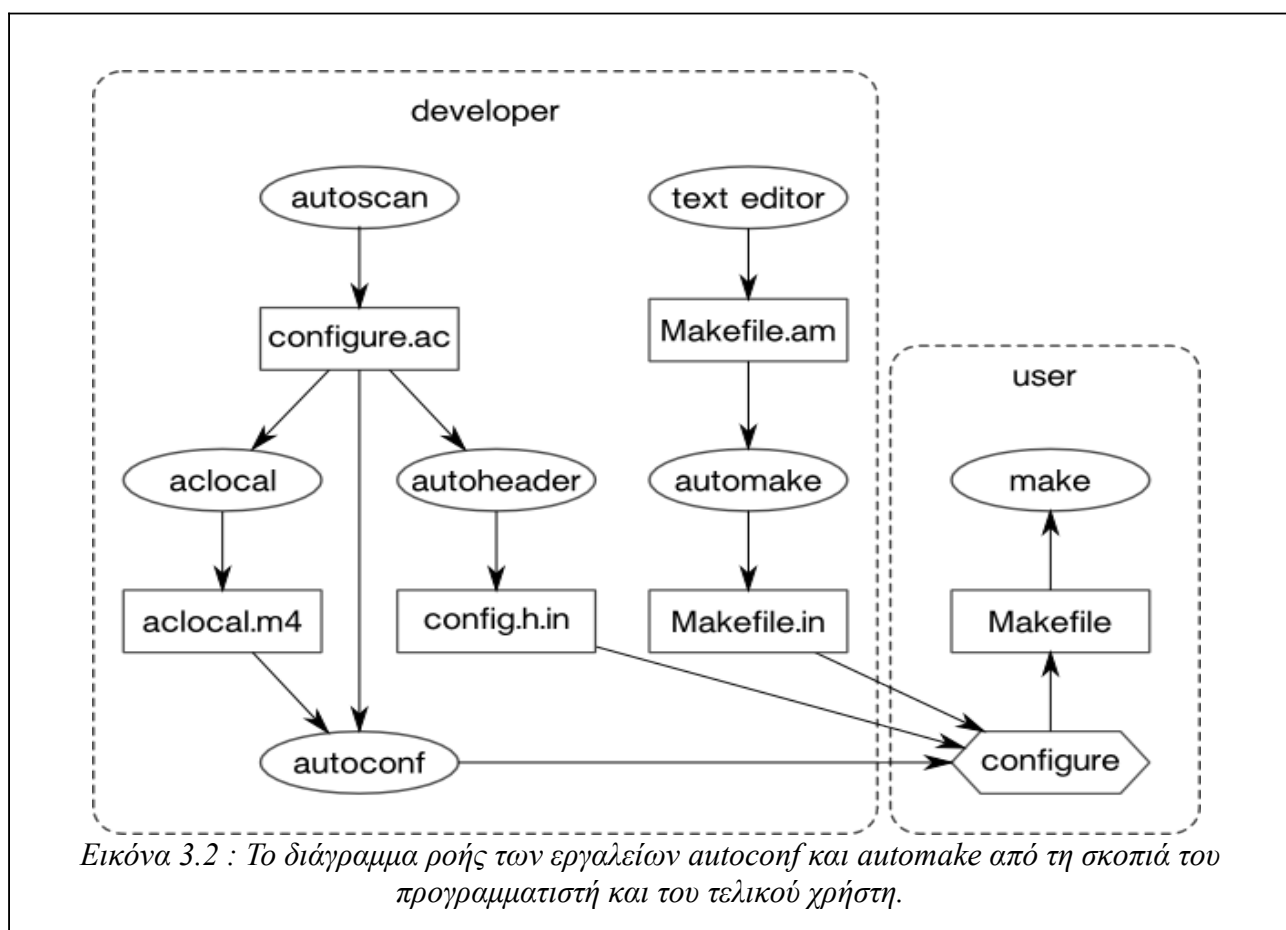 developer
autoscan
text editor
configure.ac
Makefile.am
user
aclocal
autoheader
automake
make
aclocal.m4
config.h.in
Makefile.in
Makefile
autoconf
configure
Εικόνα 3.2 : Το διάγραμμα ροής των εργαλείων autoconf και automake από τη σκοπιά του
προγραμματιστή και του τελικού χρήστη.